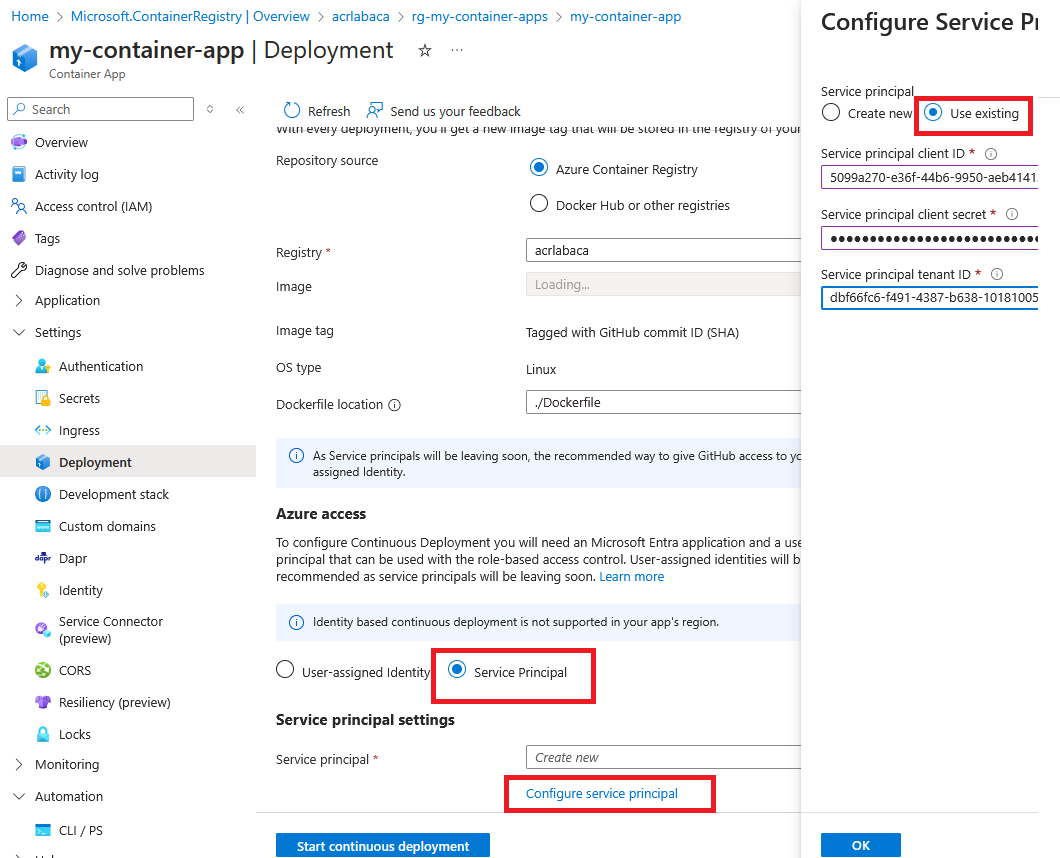 Home > Microsoft.ContainerRegistry | Overview > acrlabaca > rg-my-container-apps > my-container-app
my-container-app | Deployment
Container App
Search
Overview
Activity log
Access control (IAM)
Tags
Diagnose and solve problems
Application
Settings
Authentication
Secrets
Ingress
Deployment
Development stack
Custom domains
dapr
Dapr
Identity
Service Connector
(preview)
CORS
Resiliency (preview)
Locks
Monitoring
Automation
CLI / PS
Refresh
Send us your feedback
With every deployment, you'll get a new image tag that will be stored in the registry of your
Repository source
Azure Container Registry
Docker Hub or other registries
Registry *
acrlabaca
Image
Loading...
Image tag
Tagged with GitHub commit ID (SHA)
OS type
Linux
Dockerfile location
./Dockerfile
As Service principals will be leaving soon, the recommended way to give GitHub access to yo
assigned Identity.
Azure access
To configure Continuous Deployment you will need an Microsoft Entra application and a use
principal that can be used with the role-based access control. User-assigned identities will b
recommended as service principals will be leaving soon. Learn more
Identity based continuous deployment is not supported in your app's region.
User-assigned Identity
Service Principal
Service principal settings
Service principal *
Create new
Configure service principal
Start continuous deployment
Configure Service Pr
Service principal
Create new
Use existing
Service principal client ID *
5099a270-e36f-44b6-9950-aeb4141
Service principal client secret *
Service principal tenant ID *
dbf66fc6-f491-4387-b638-10181005
OK